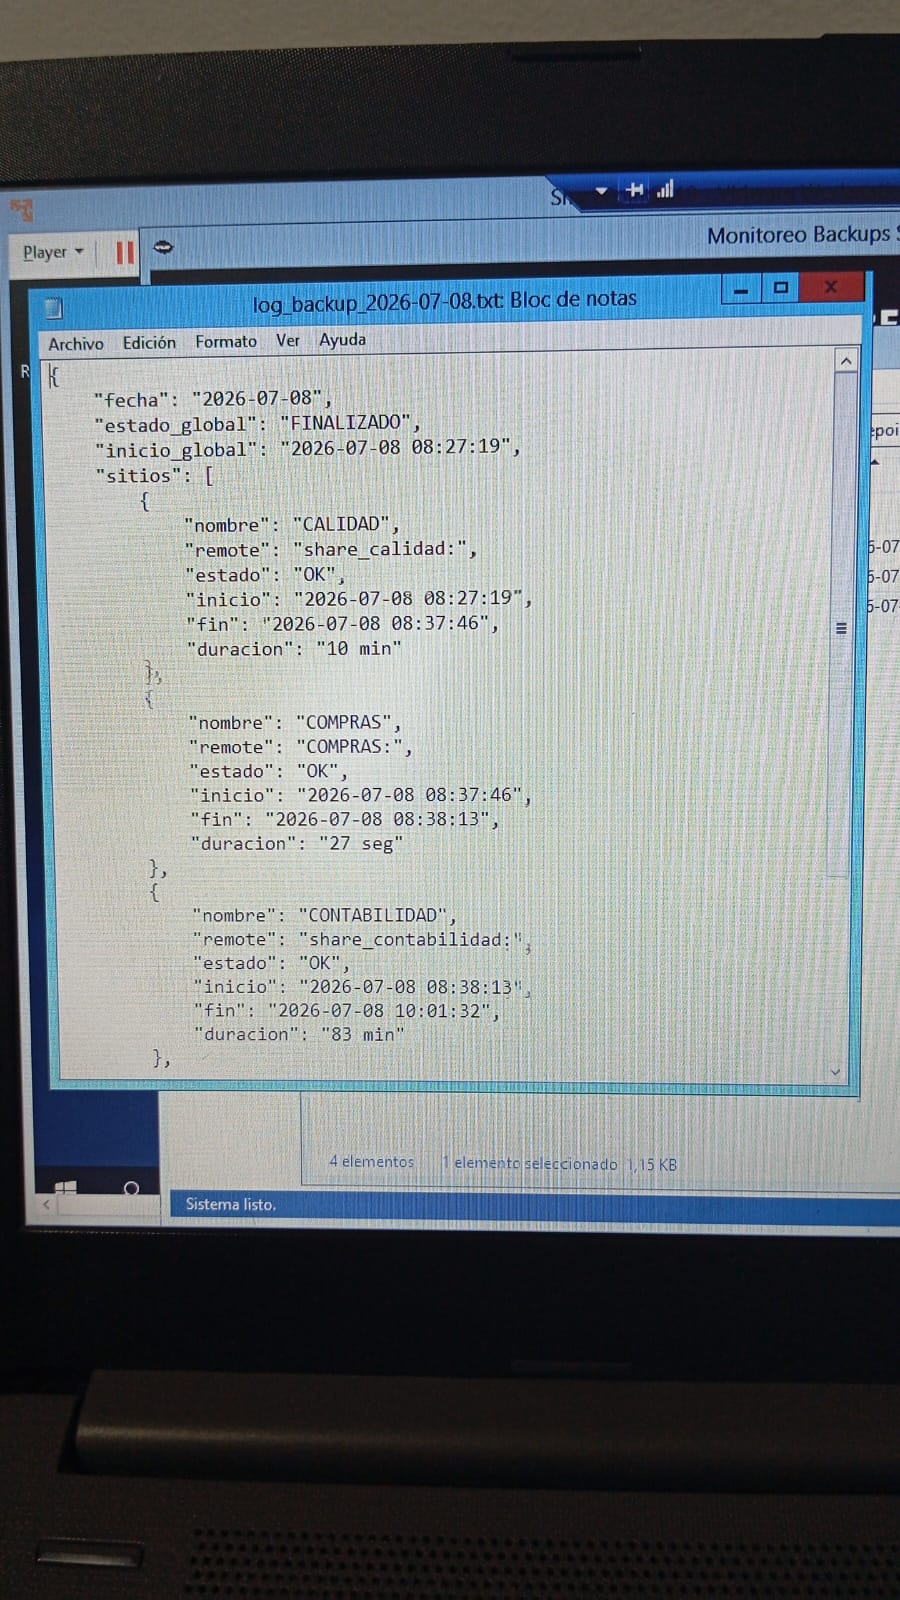 Player
Monitoreo Backups
log_backup_2026-07-08.txt: Bloc de notas
Archivo Edición Formato Ver Ayuda
{
"fecha": "2026-07-08",
"estado_global": "FINALIZADO",
"inicio_global": "2026-07-08 08:27:19",
"sitios": [
{
"nombre": "CALIDAD",
"remote": "share_calidad:",
"estado": "OK",
"inicio": "2026-07-08 08:27:19",
"fin": "2026-07-08 08:37:46",
"duracion": "10 min"
},
{
"nombre": "COMPRAS",
"remote": "COMPRAS:",
"estado": "OK",
"inicio": "2026-07-08 08:37:46",
"fin": "2026-07-08 08:38:13",
"duracion": "27 seg"
},
{
"nombre": "CONTABILIDAD",
"remote": "share_contabilidad:",
"estado": "OK",
"inicio": "2026-07-08 08:38:13",
"fin": "2026-07-08 10:01:32",
"duracion": "83 min"
},
4 elementos 1 elemento seleccionado 1,15 KB
Sistema listo.